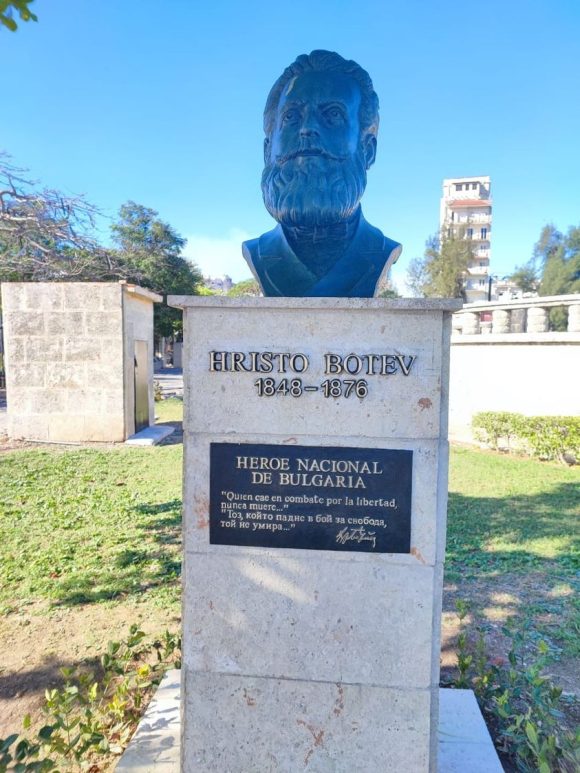 HRISTO BOTEV
1848-1876
HEROE NACIONAL
DE BULGARIA
"Quien cae en combate por la libertad,
nunca muere..."
"Тоз, който падне в бой за свобода,
той не умира..."